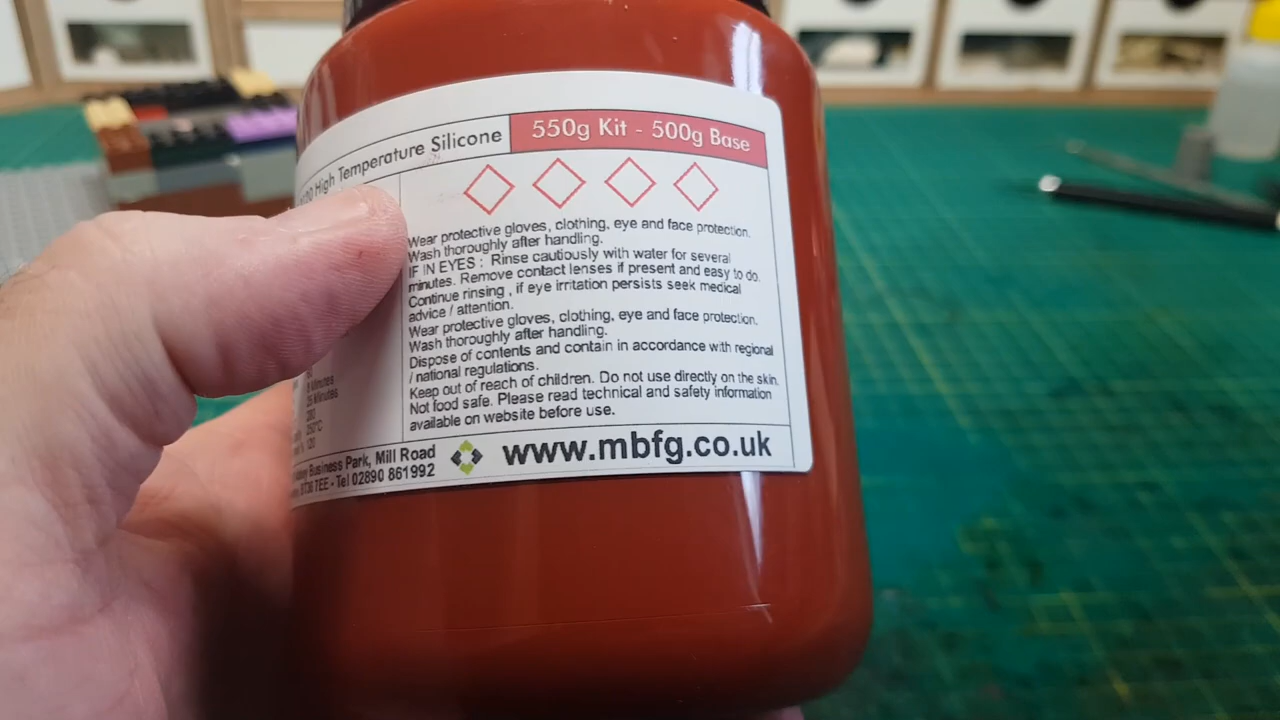 High Temperature Silicone
550g Kit - 500g Base
Wear protective gloves, clothing, eye and face protection.
Wash thoroughly after handling.
IF IN EYES : Rinse cautiously with water for several
minutes. Remove contact lenses if present and easy to do.
Continue rinsing , if eye irritation persists seek medical
advice / attention.
Wear protective gloves, clothing, eye and face protection.
Wash thoroughly after handling.
Dispose of contents and contain in accordance with regional
/ national regulations.
Keep out of reach of children. Do not use directly on the skin.
Not food safe. Please read technical and safety information
available on website before use.
Minutes
Minutes
250°C
Business Park, Mill Road
7EE - Tel 02890 861992
www.mbfg.co.uk